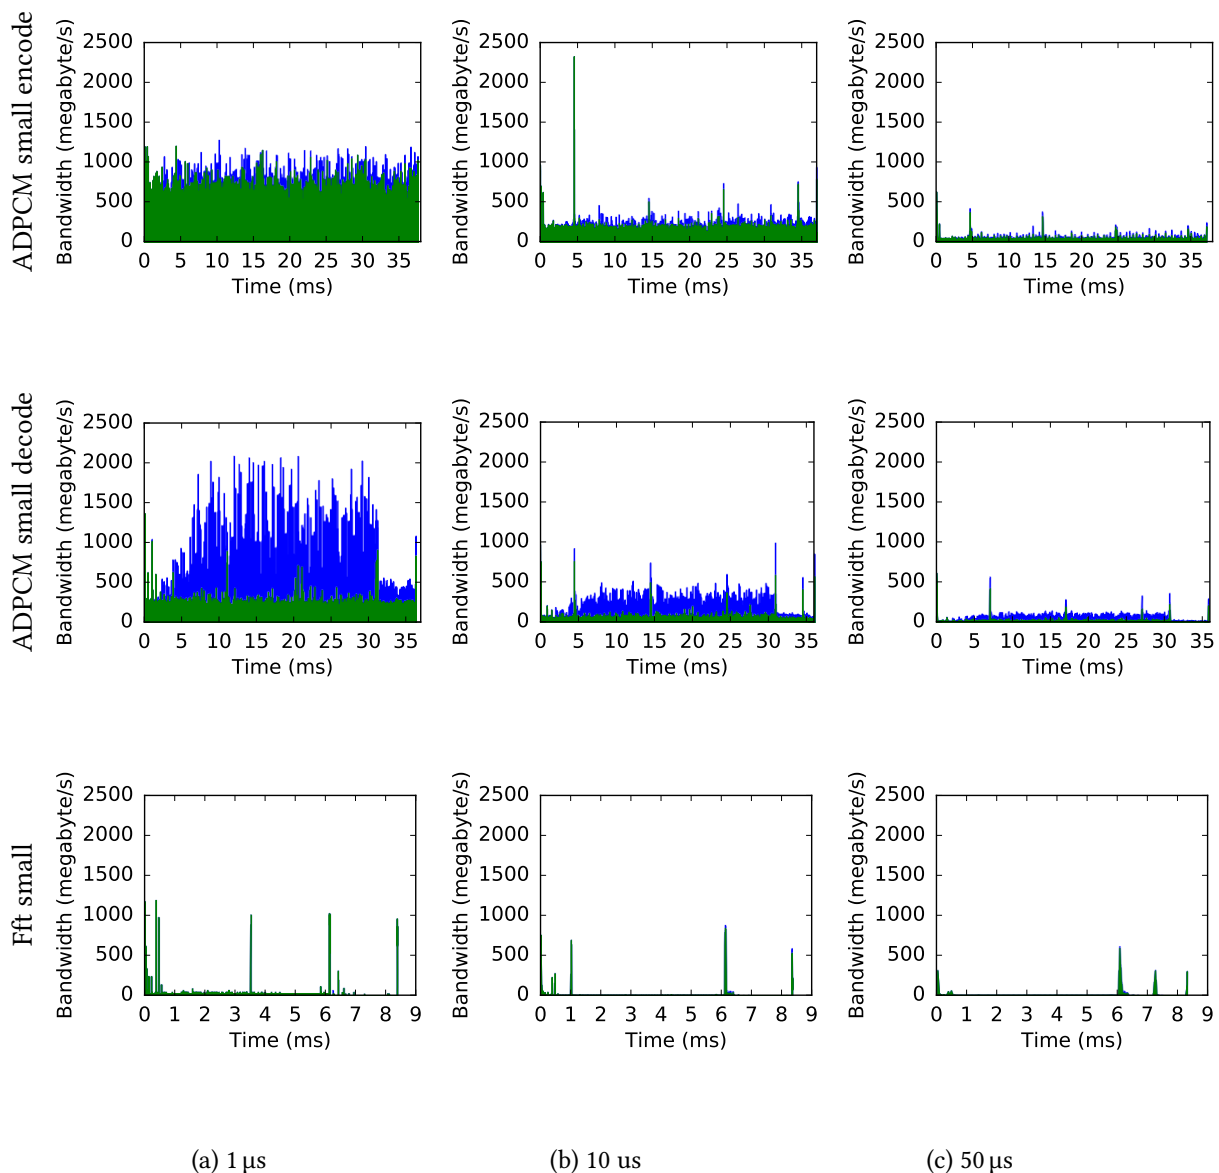 ADPCM small encode
Bandwidth (megabyte/s)
2500
2000
1500
1000
500
0
0 5 10 15 20 25 30 35
Time (ms)
Bandwidth (megabyte/s)
2500
2000
1500
1000
500
0
0 5 10 15 20 25 30 35
Time (ms)
Bandwidth (megabyte/s)
2500
2000
1500
1000
500
0
0 5 10 15 20 25 30 35
Time (ms)
ADPCM small decode
Bandwidth (megabyte/s)
2500
2000
1500
1000
500
0
0 5 10 15 20 25 30 35
Time (ms)
Bandwidth (megabyte/s)
2500
2000
1500
1000
500
0
0 5 10 15 20 25 30 35
Time (ms)
Bandwidth (megabyte/s)
2500
2000
1500
1000
500
0
0 5 10 15 20 25 30 35
Time (ms)
Fft small
Bandwidth (megabyte/s)
2500
2000
1500
1000
500
0
0 1 2 3 4 5 6 7 8 9
Time (ms)
Bandwidth (megabyte/s)
2500
2000
1500
1000
500
0
0 1 2 3 4 5 6 7 8 9
Time (ms)
Bandwidth (megabyte/s)
2500
2000
1500
1000
500
0
0 1 2 3 4 5 6 7 8 9
Time (ms)
(a) 1 µs
(b) 10 us
(c) 50 µs